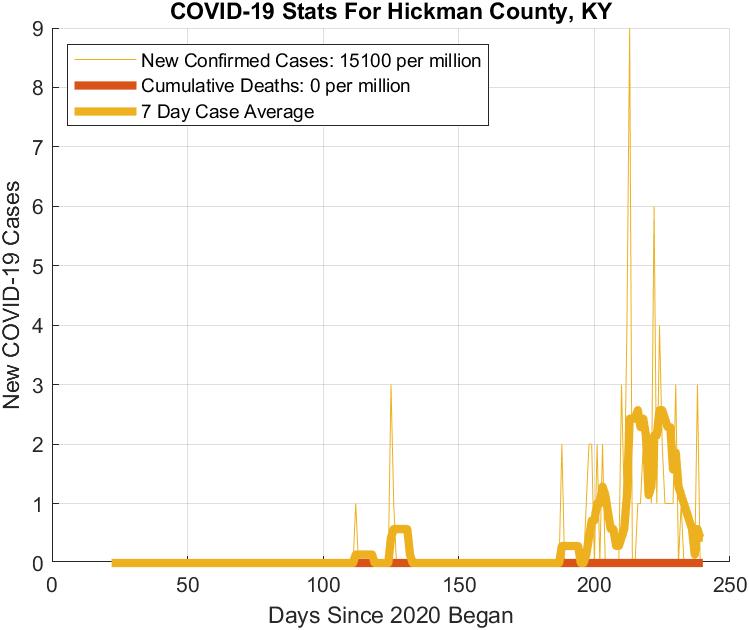 COVID-19 Stats For Hickman County, KY
New Confirmed Cases: 15100 per million
Cumulative Deaths: 0 per million
7 Day Case Average
New COVID-19 Cases
9
8
7
6
5
4
3
2
1
0
0 50 100 150 200 250
Days Since 2020 Began